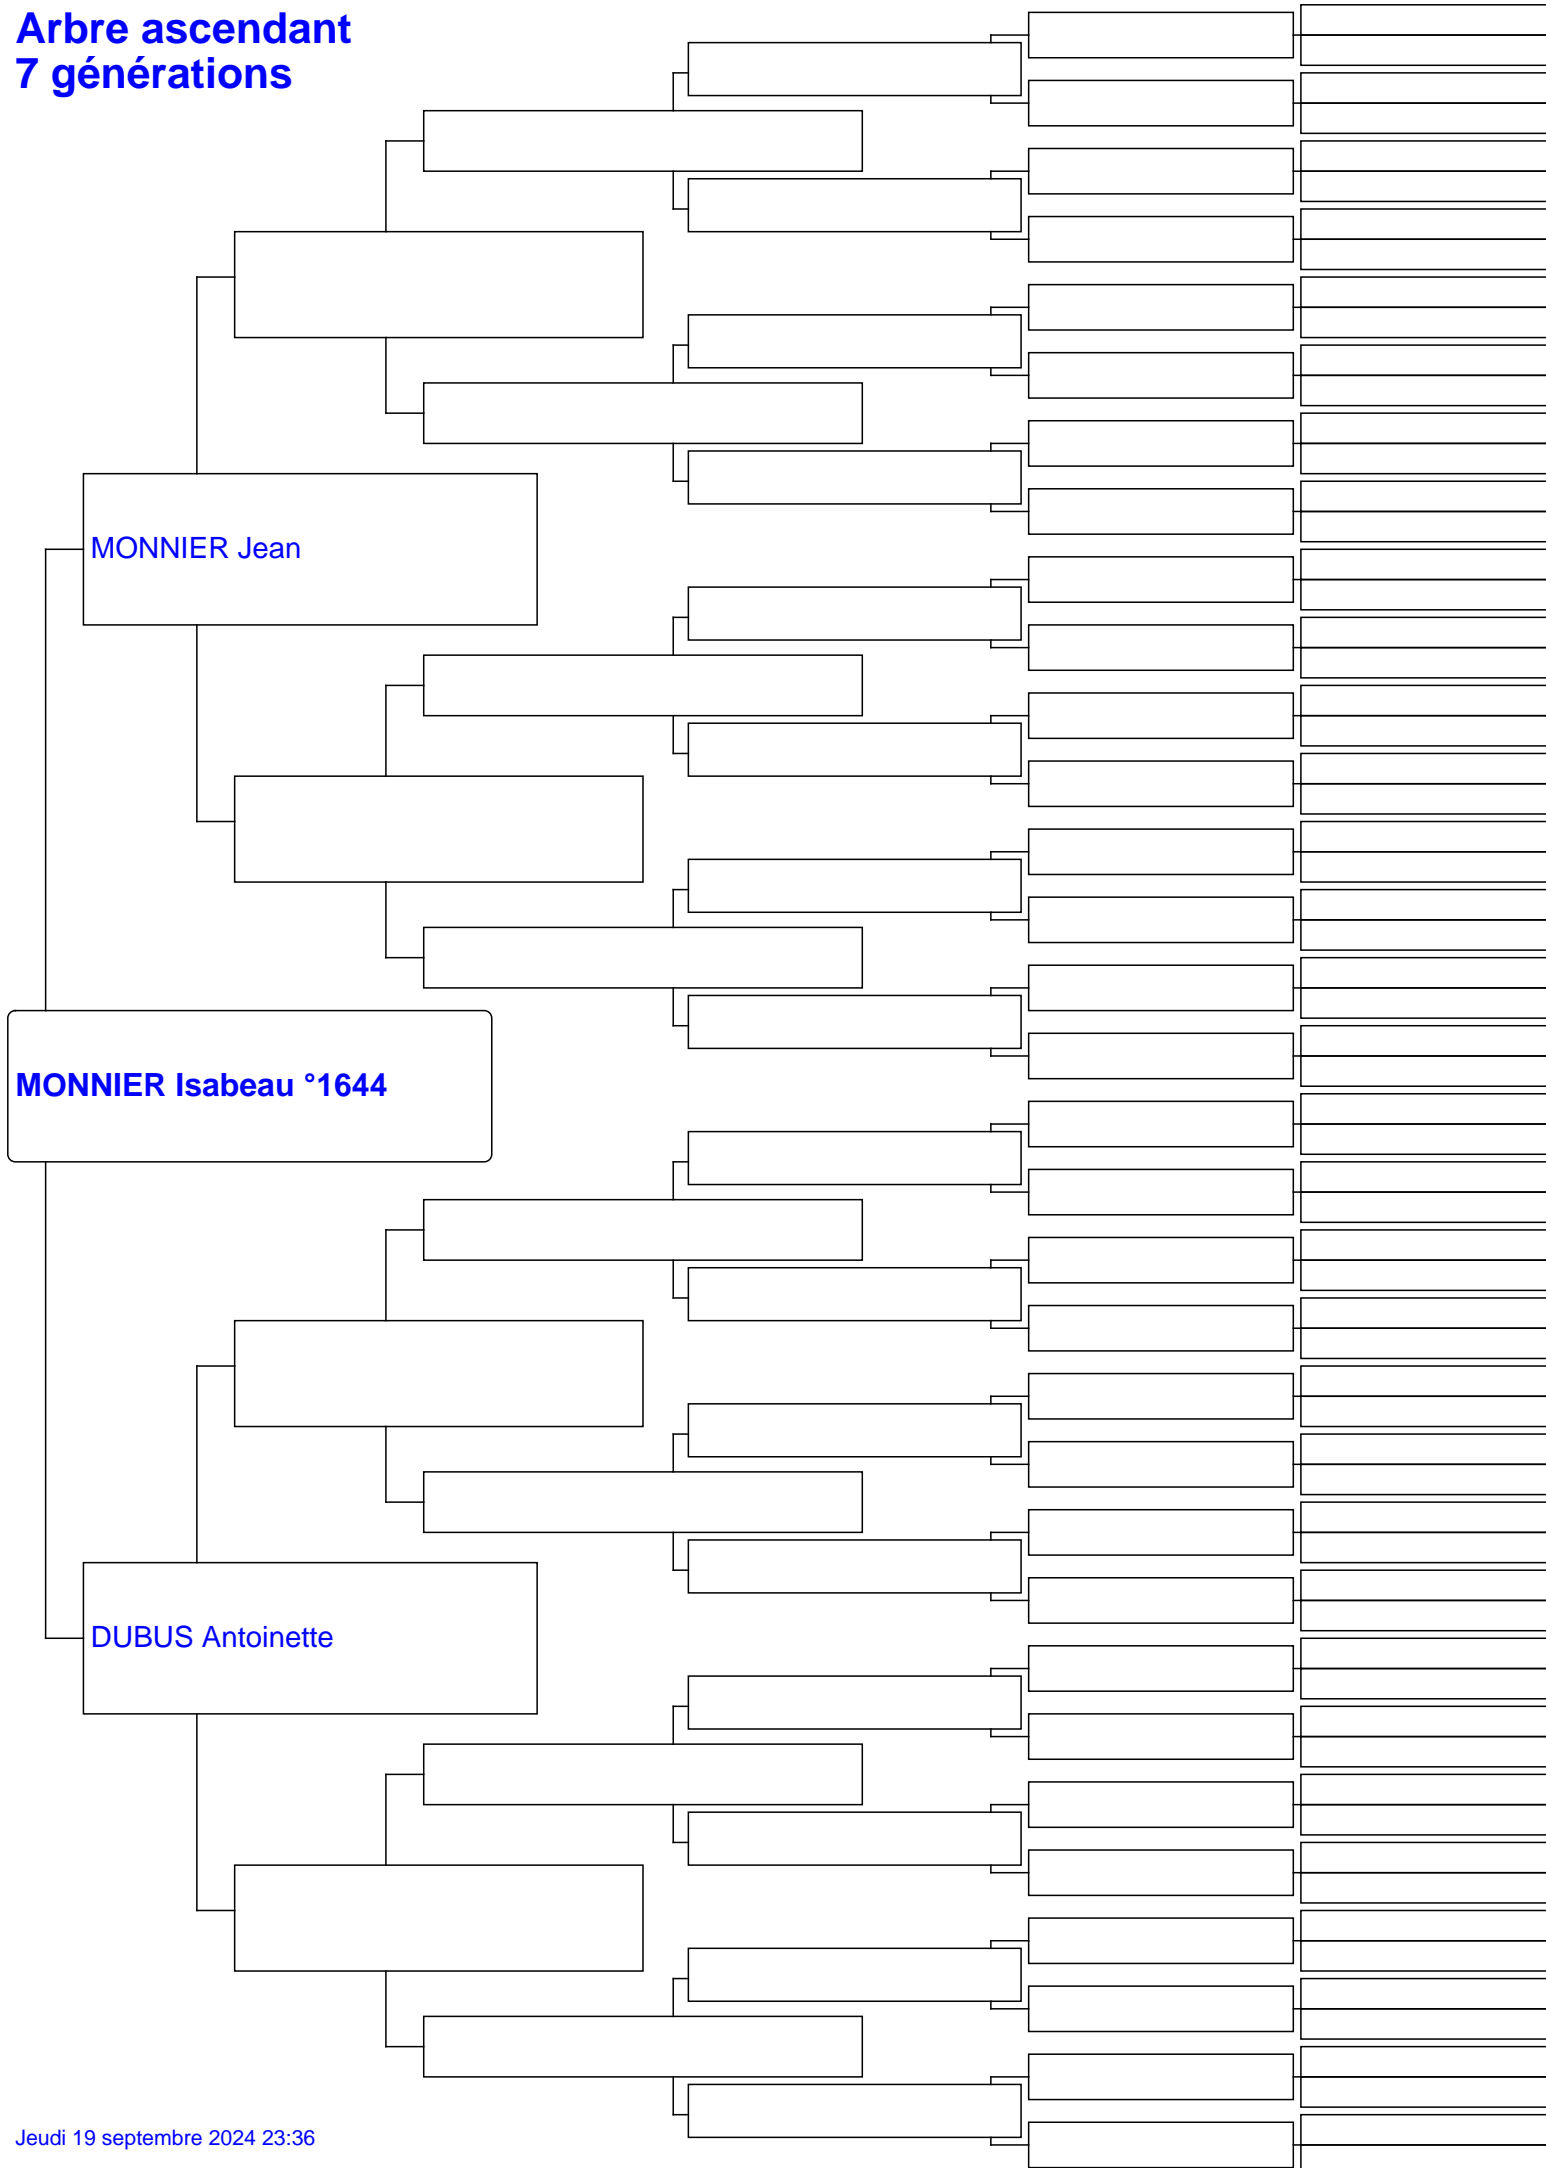 Arbre ascendant
7 générations
MONNIER Jean
MONNIER Isabeau °1644
DUBUS Antoinette
Jeudi 19 septembre 2024 23:36